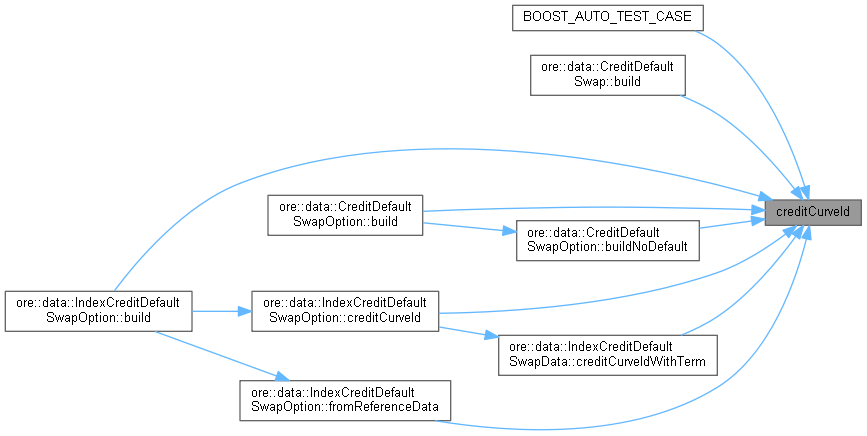 BOOST_AUTO_TEST_CASE
ore::data::CreditDefault
Swap::build
ore::data::CreditDefault
SwapOption::build
creditCurveId
ore::data::CreditDefault
SwapOption::buildNoDefault
ore::data::IndexCreditDefault
SwapOption::build
ore::data::IndexCreditDefault
SwapOption::creditCurveId
ore::data::IndexCreditDefault
SwapData::creditCurveIdWithTerm
ore::data::IndexCreditDefault
SwapOption::fromReferenceData